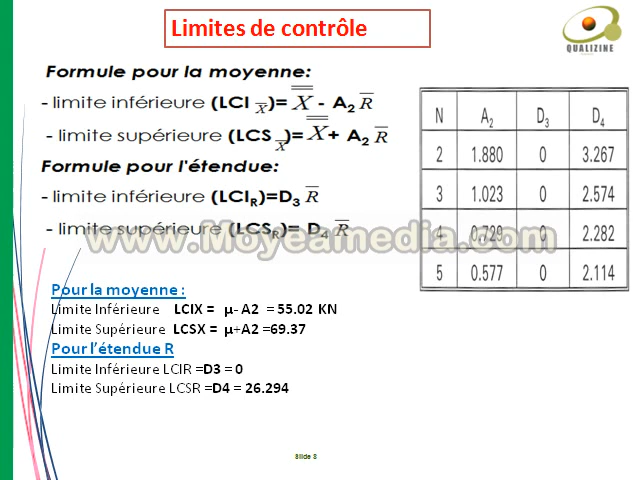 Limites de contrôle
QUALIZINE
Formule pour la moyenne:
- limite inférieure (LCI X̄)= X̿ - A2 R̄
- limite supérieure (LCS X̄)= X̿ + A2 R̄
Formule pour l'étendue:
- limite inférieure (LCIR)=D3 R̄
- limite supérieure (LCSR)= D4 R̄
N A2 D3 D4
2 1.880 0 3.267
3 1.023 0 2.574
4 0.729 0 2.282
5 0.577 0 2.114
www.Moyeamedia.com
Pour la moyenne :
Limite Inférieure LCIX = µ- A2 = 55.02 KN
Limite Supérieure LCSX = µ+A2 =69.37
Pour l’étendue R
Limite Inférieure LCIR =D3 = 0
Limite Supérieure LCSR =D4 = 26.294
Slide 8